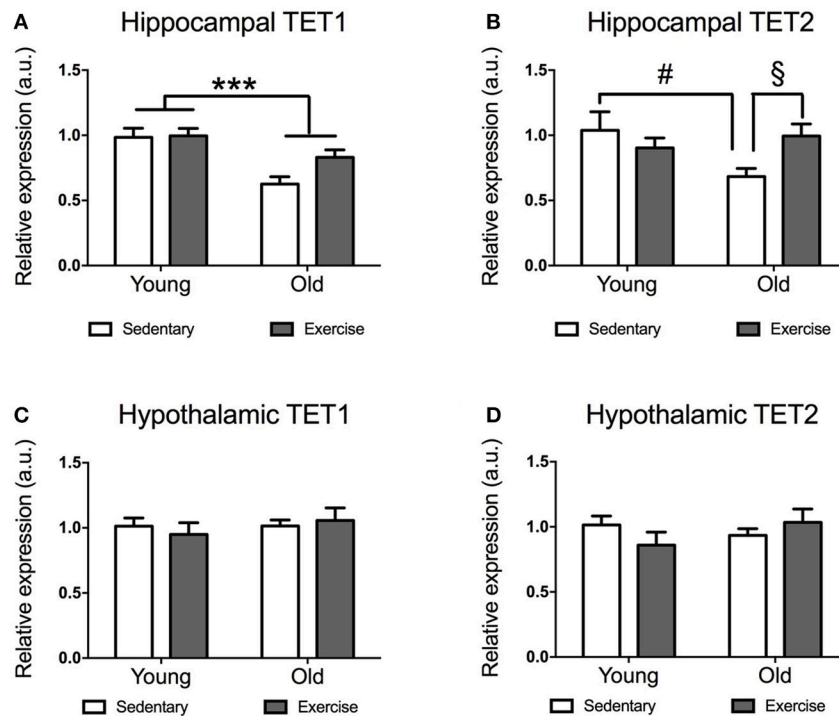 A
Hippocampal TET1
Relative expression (a.u.)
1.5
1.0
0.5
0.0
***
Young
Old
Sedentary
Exercise
B
Hippocampal TET2
Relative expression (a.u.)
1.5
1.0
0.5
0.0
#
§
Young
Old
Sedentary
Exercise
C
Hypothalamic TET1
Relative expression (a.u.)
1.5
1.0
0.5
0.0
Young
Old
Sedentary
Exercise
D
Hypothalamic TET2
Relative expression (a.u.)
1.5
1.0
0.5
0.0
Young
Old
Sedentary
Exercise